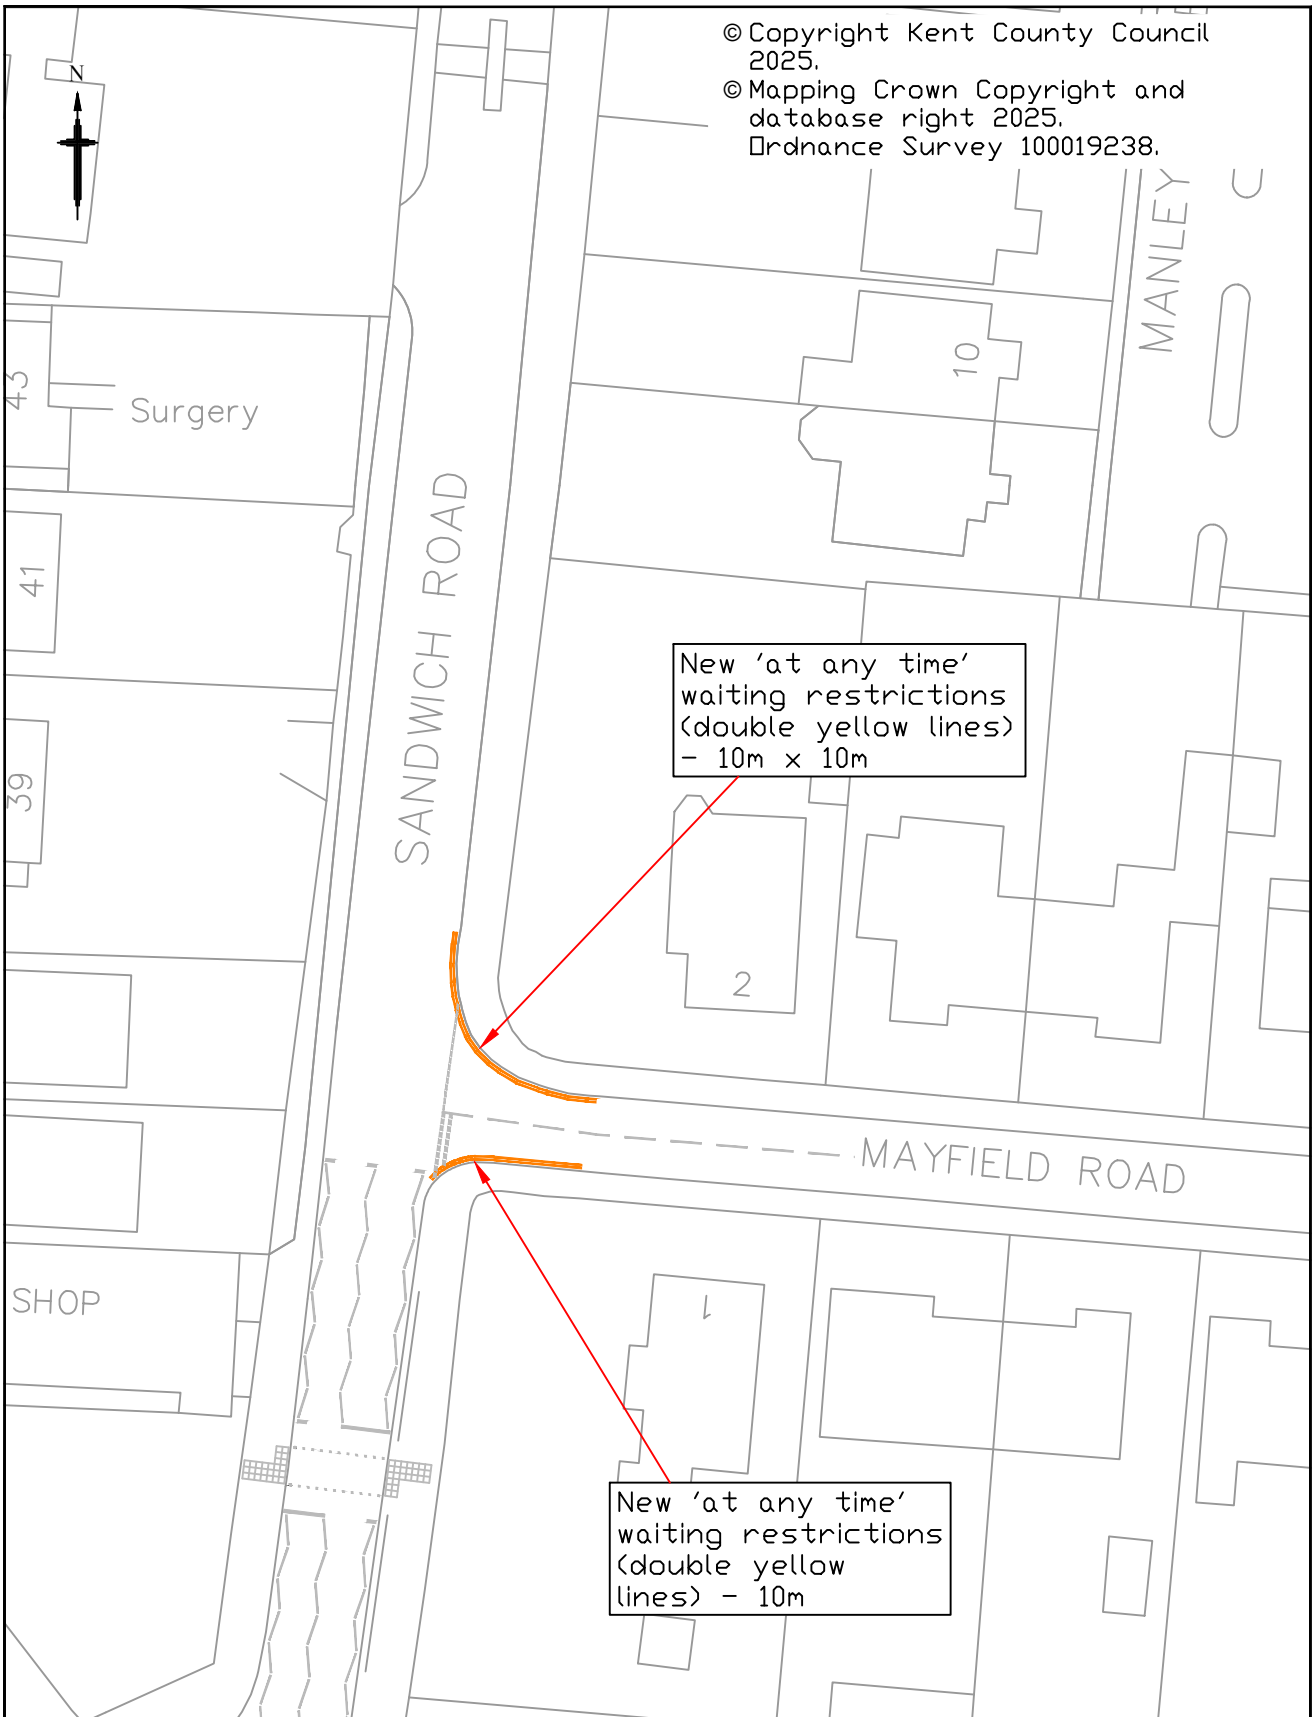 © Copyright Kent County Council
2025.
© Mapping Crown Copyright and
database right 2025.
Ordnance Survey 100019238.
N
MANLEY
10
43
Surgery
41
SANDWICH ROAD
New 'at any time'
waiting restrictions
(double yellow lines)
- 10m x 10m
39
2
MAYFIELD ROAD
SHOP
1
New 'at any time'
waiting restrictions
(double yellow
lines) - 10m